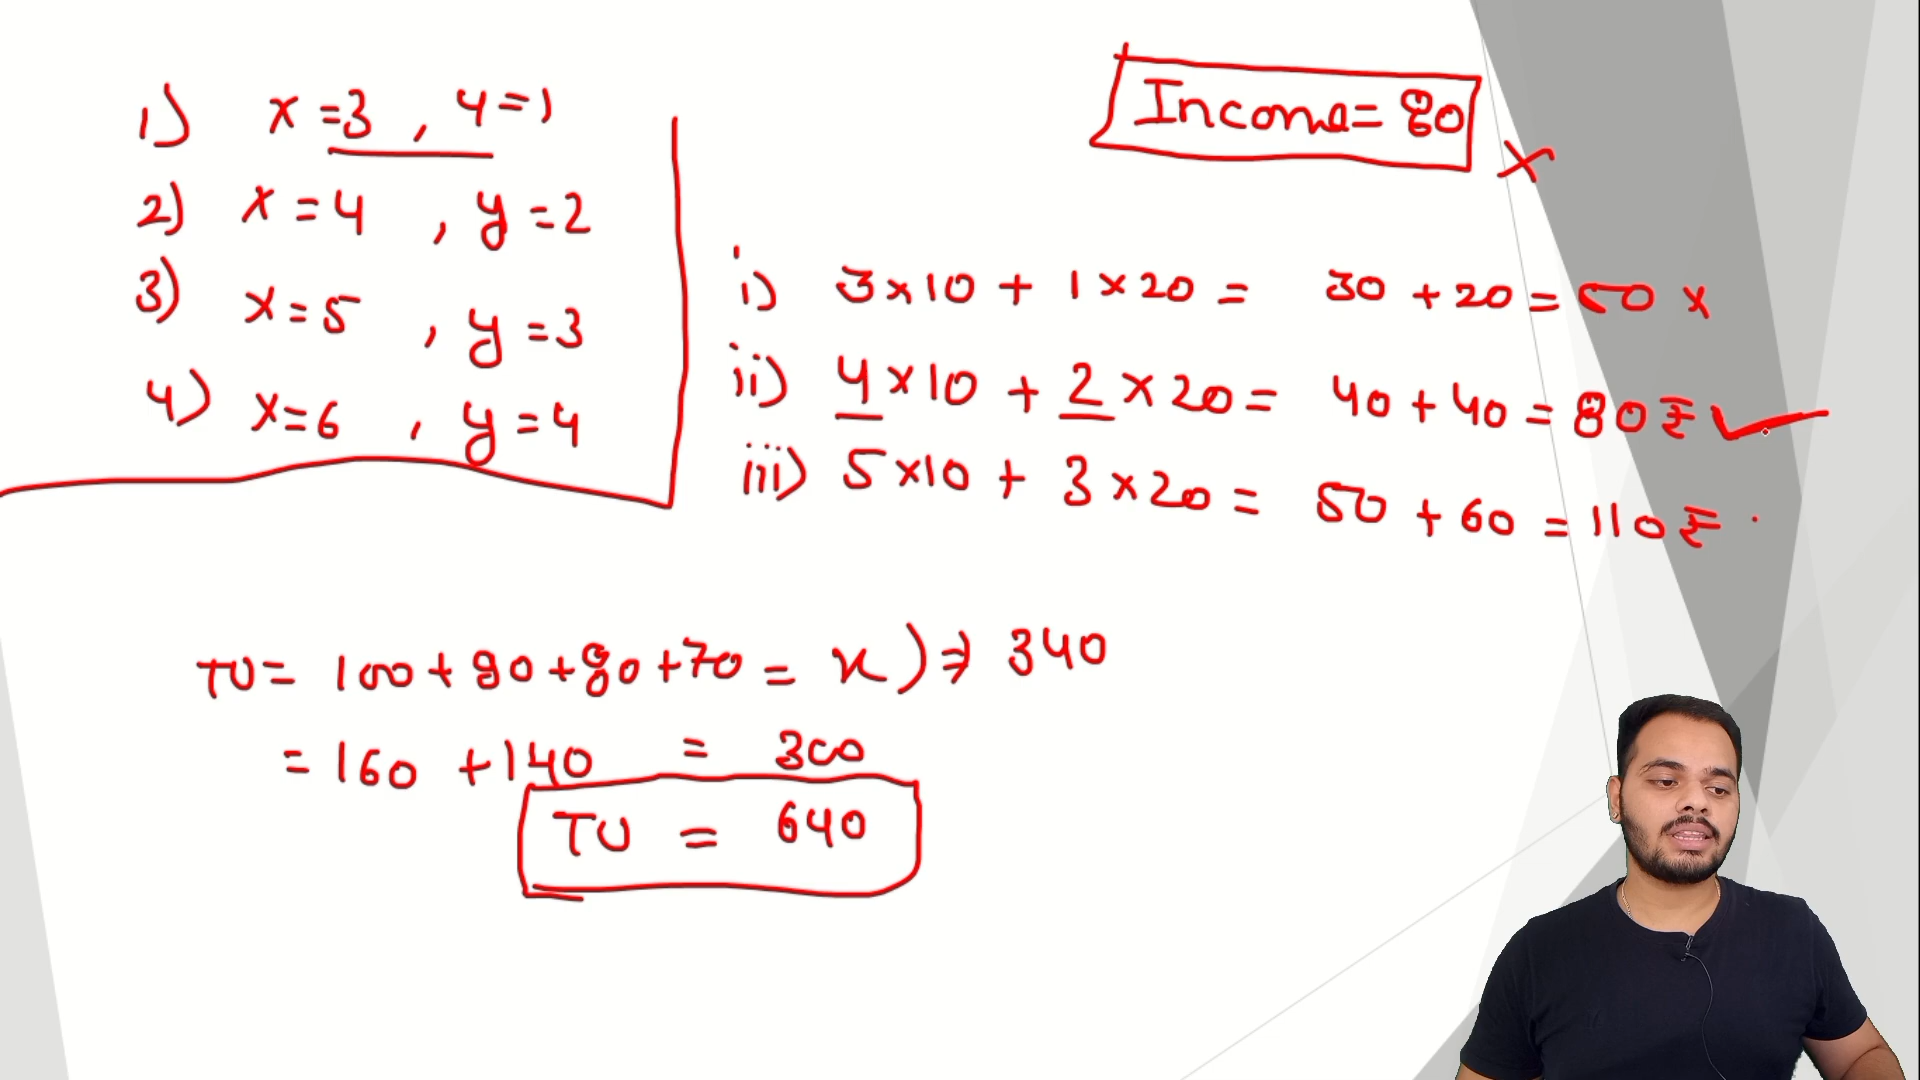 1) x = 3 , y = 1
2) x = 4 , y = 2
3) x = 5 , y = 3
4) x = 6 , y = 4
Income = 80
x
i) 3 x 10 + 1 x 20 = 30 + 20 = 50 x
ii) 4 x 10 + 2 x 20 = 40 + 40 = 80 ₹ ✓
iii) 5 x 10 + 3 x 20 = 50 + 60 = 110 ₹
TU = 100 + 90 + 80 + 70 = x ) ⇒ 340
= 160 + 140 = 300
TU = 640